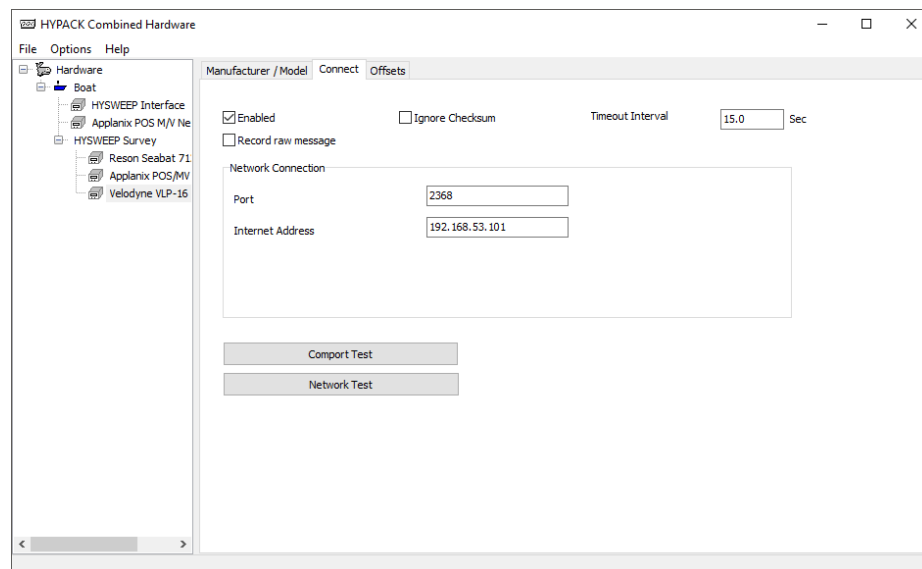 HYPACK Combined Hardware
File Options Help
Hardware
Boat
HYSWEEP Interface
Applanix POS M/V Ne
HYSWEEP Survey
Reson Seabat 71
Applanix POS/MV
Velodyne VLP-16
Manufacturer / Model Connect Offsets
Enabled Ignore Checksum Timeout Interval 15.0 Sec
Record raw message
Network Connection
Port 2368
Internet Address 192.168.53.101
Comport Test
Network Test